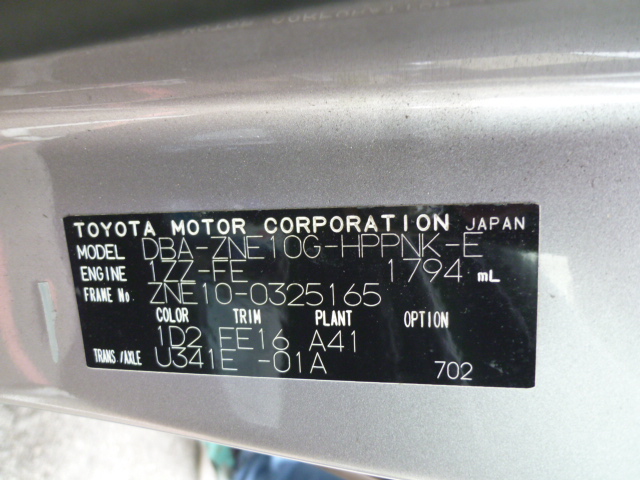 TOYOTA MOTOR CORPORATION JAPAN
MODEL DBA-ZNE10G-HPPNK-E
ENGINE 1ZZ-FE 1794 mL
FRAME No ZNE10-0325165
COLOR TRIM PLANT OPTION
1D2 EE16 A41
TRANS./AXLE U341E -01A
702